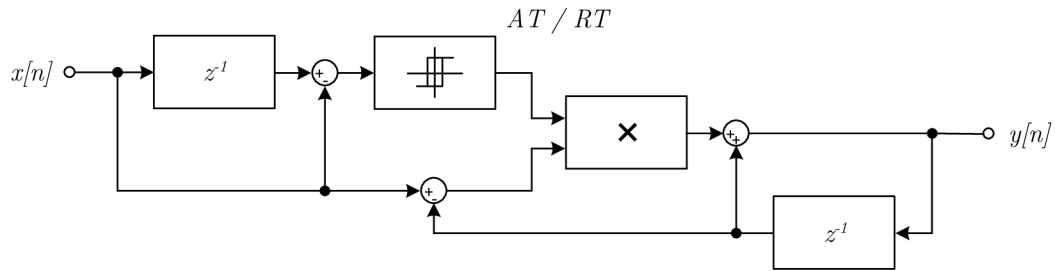 AT / RT
x[n]
z-1
+
-
×
+
+
y[n]
+
-
z-1